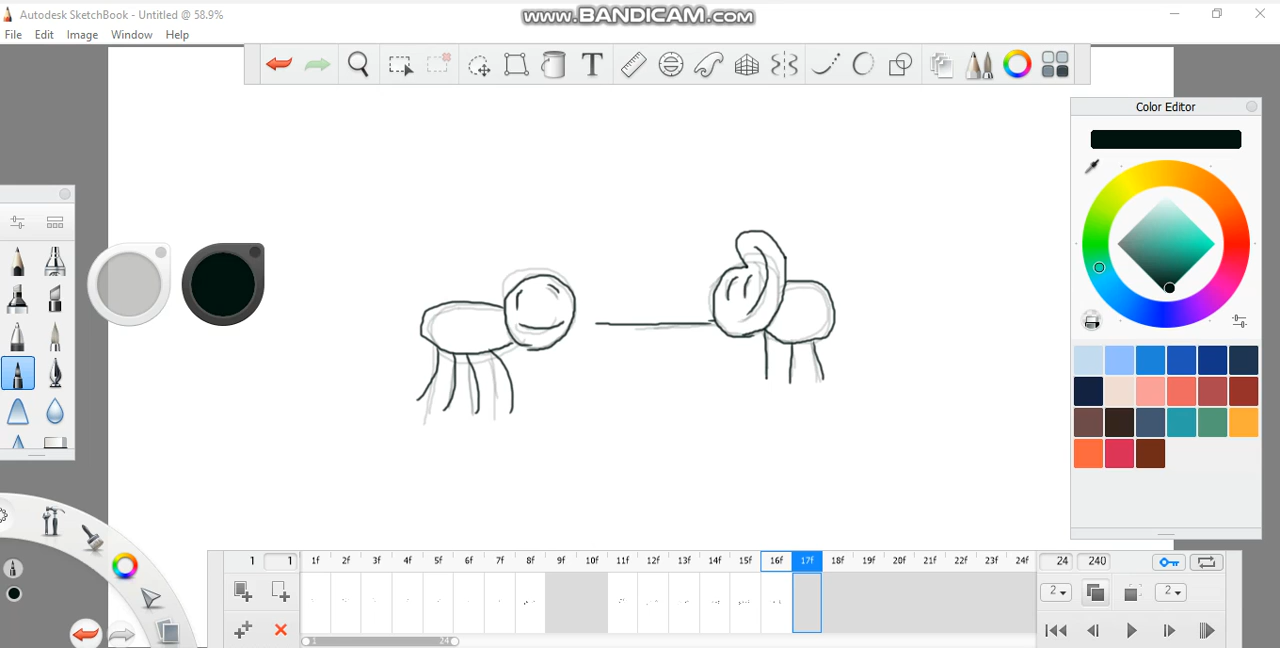 Autodesk SketchBook - Untitled @ 58.9%
www.BANDICAM.com
File Edit Image Window Help
T
Color Editor
1 1 1f 2f 3f 4f 5f 6f 7f 8f 9f 10f 11f 12f 13f 14f 15f 16f 17f 18f 19f 20f 21f 22f 23f 24f 24 240
2 2
1 24